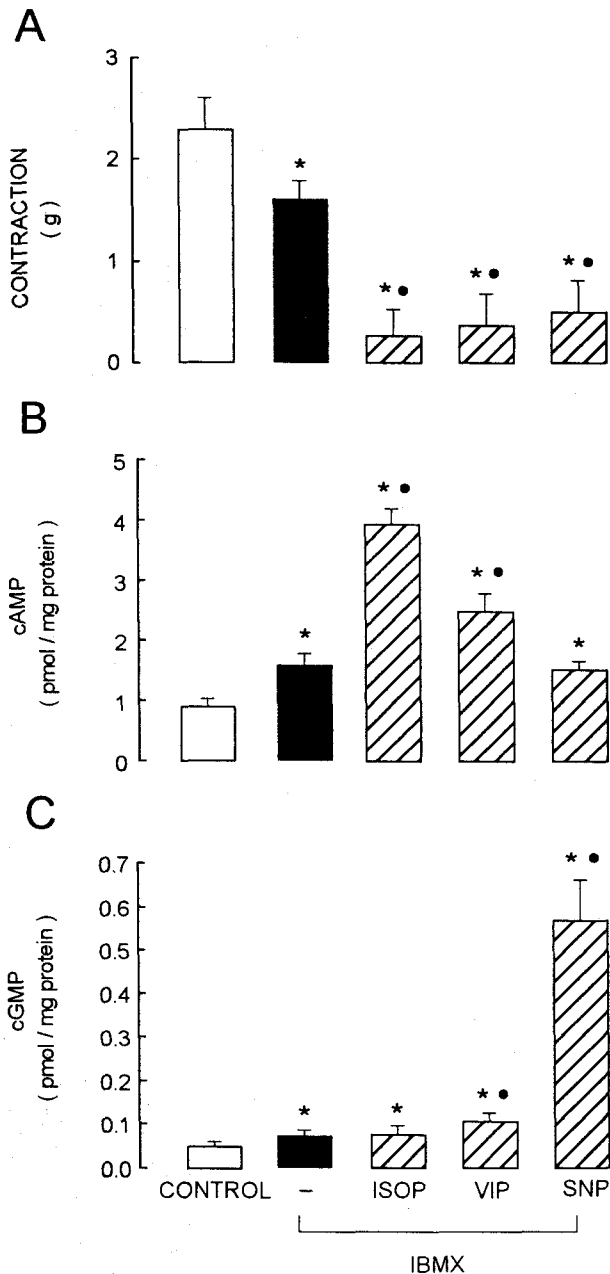 A
3
2
1
0
CONTRACTION
( g )
*
* ●
* ●
* ●
B
5
4
3
2
1
0
cAMP
( pmol / mg protein )
*
* ●
* ●
*
C
0.7
0.6
0.5
0.4
0.3
0.2
0.1
0.0
cGMP
( pmol / mg protein )
*
*
* ●
* ●
CONTROL – ISOP VIP SNP
IBMX